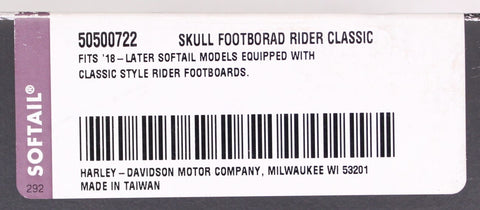 50500722 SKULL FOOTBORAD RIDER CLASSIC
FITS '18-LATER SOFTAIL MODELS EQUIPPED WITH
CLASSIC STYLE RIDER FOOTBOARDS.
HARLEY-DAVIDSON MOTOR COMPANY, MILWAUKEE WI 53201
MADE IN TAIWAN
SOFTAIL®
292